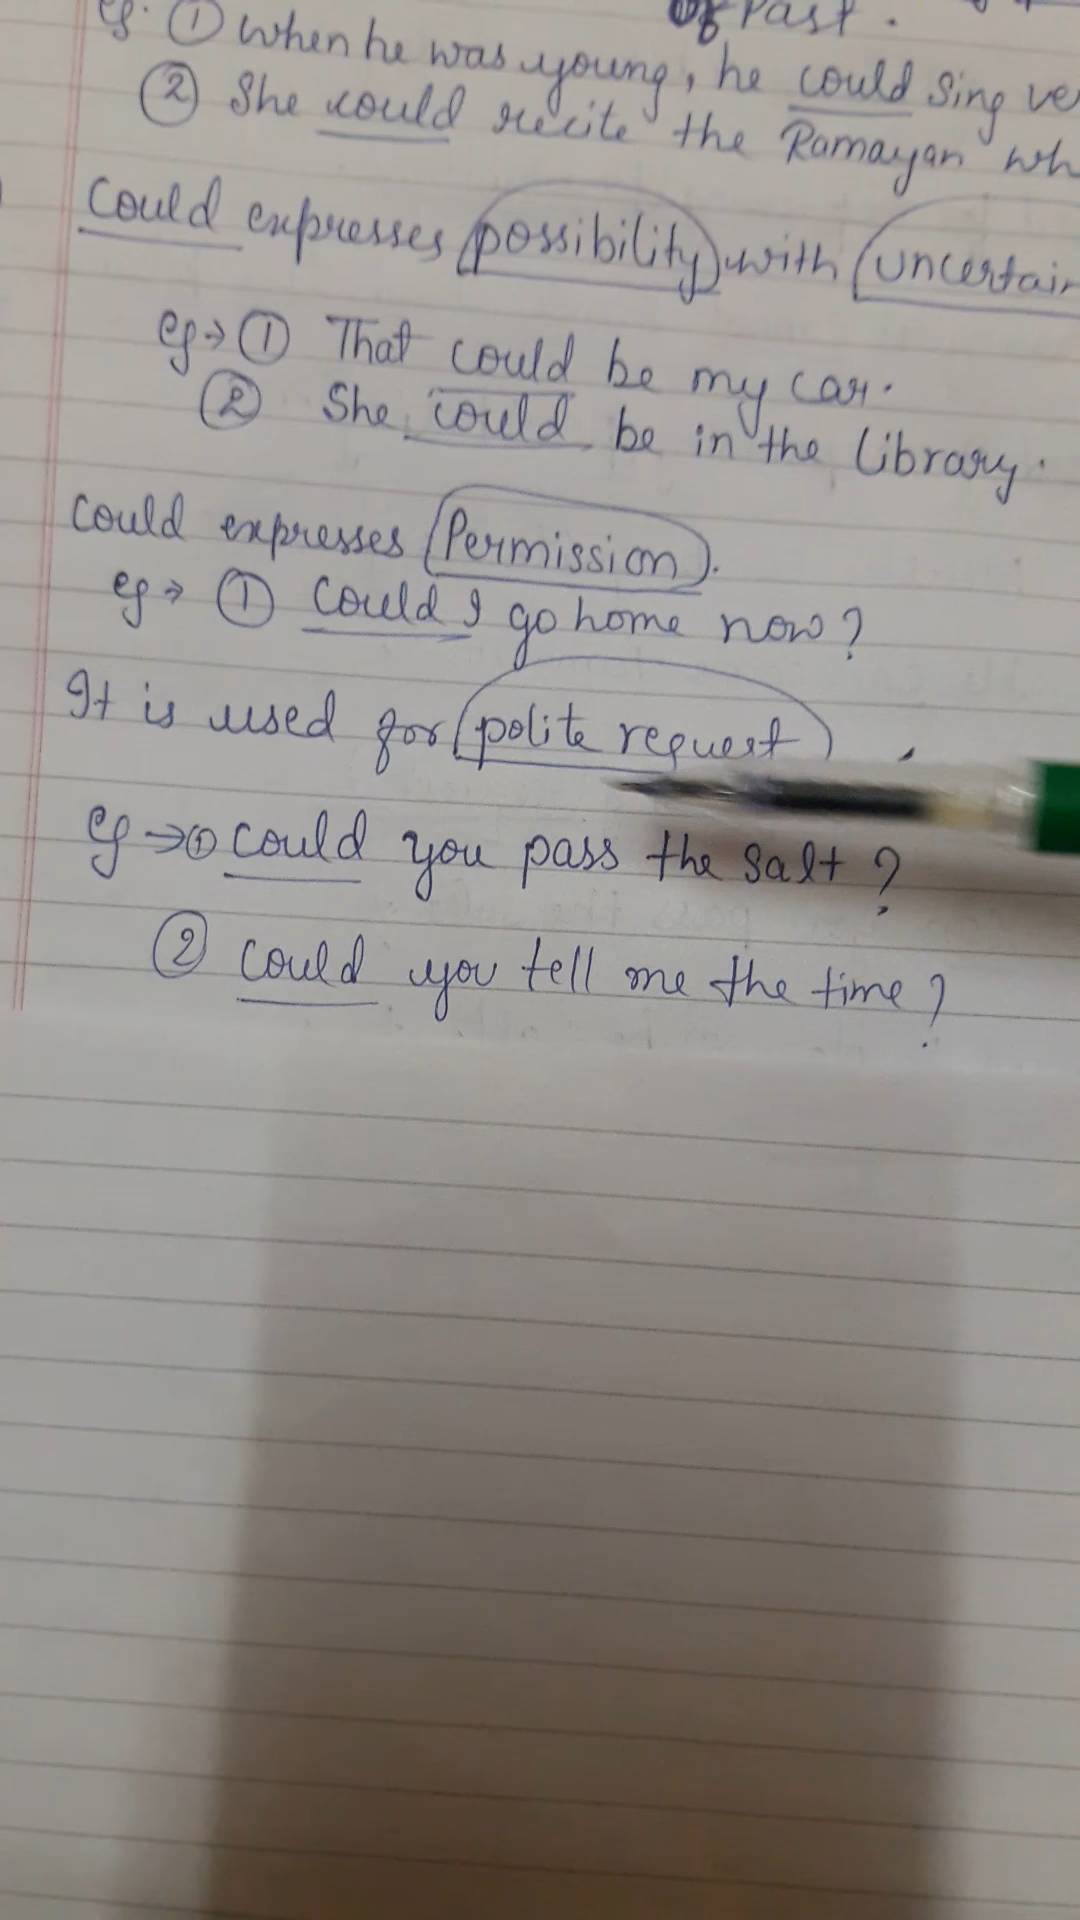 of Past.
eg. ① When he was young, he could sing
② She could recite the Ramayan
Could expresses possibility with
eg→ ① That could be my car.
② She could be in the library.
Could expresses Permission.
eg→ ① Could I go home now?
It is used for polite request
eg→① Could you pass the salt?
② Could you tell me the time?